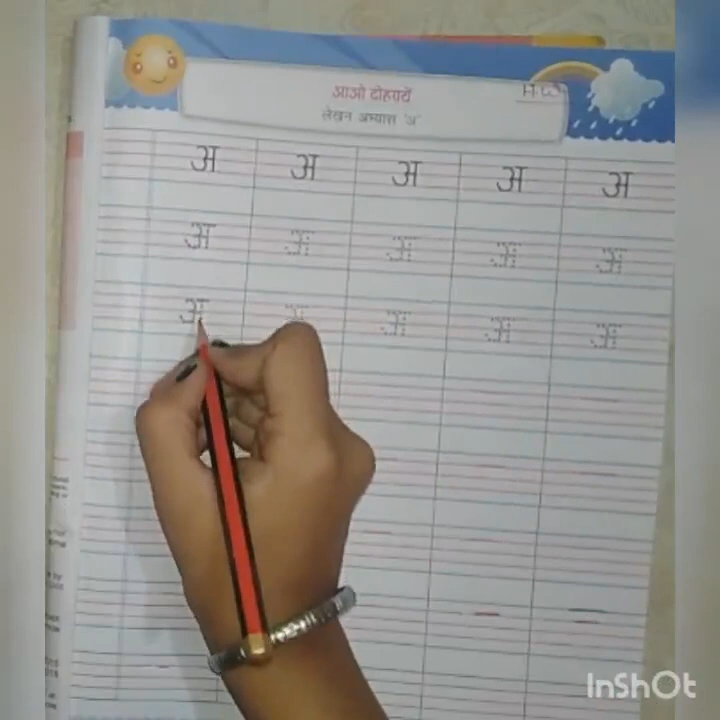 आओ दोहरायें
H.W
लेखन अभ्यास 'अ'
अ अ अ अ अ
अ अ अ अ अ
अ अ अ अ अ
InShOt